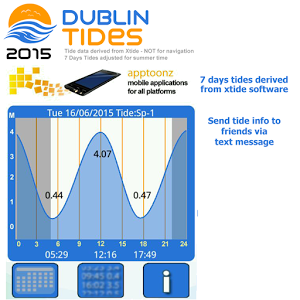 DUBLIN
TIDES
2015
Tide data derived from Xtide - NOT for navigation
7 Days Tides adjusted for summer time
apptoonz
mobile applications
for all platforms
7 days tides derived
from xtide software
Send tide info to
friends via
text message
M
Tue 16/06/2015 Tide:Sp-1
4
3
2
1
0
4.07
0.44
0.47
0 3 6 9 12 15 18 21 24
05:29 12:16 17:49
i